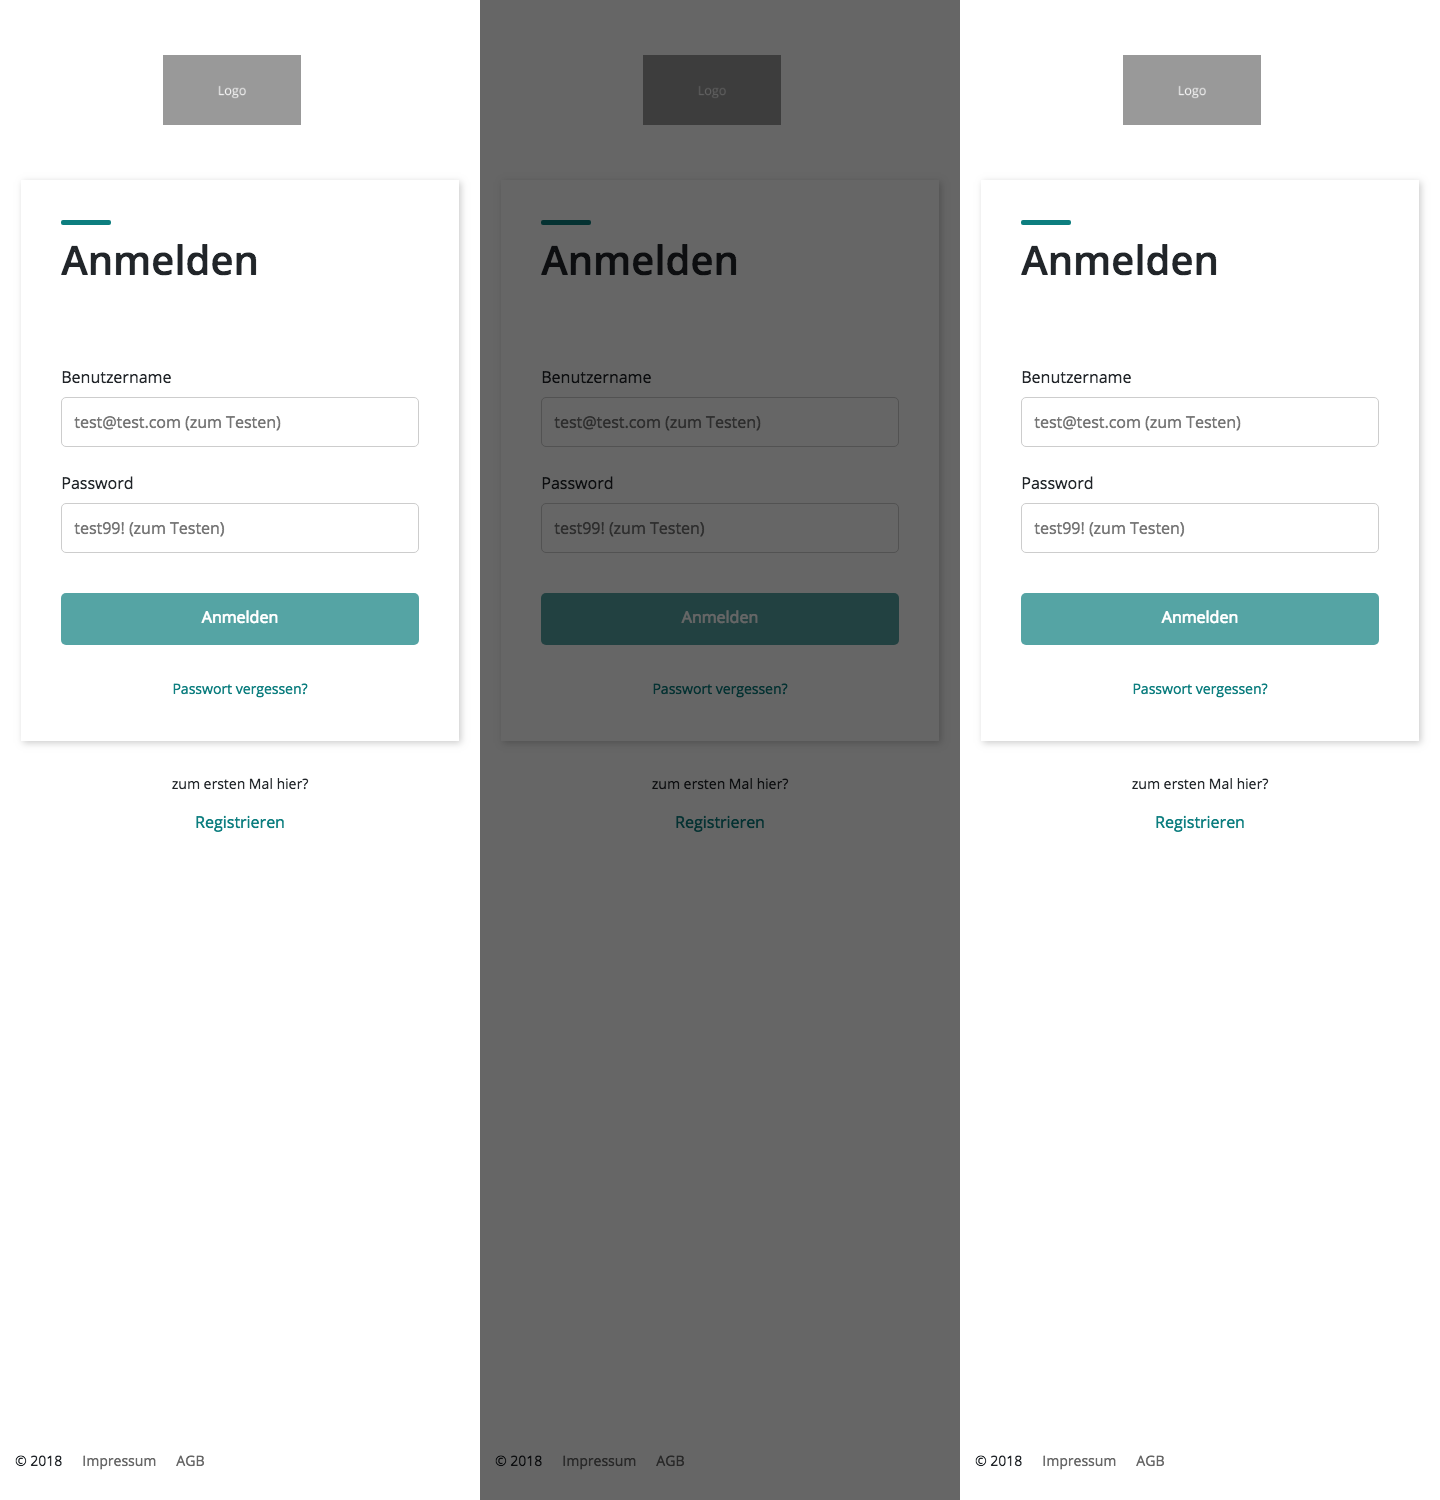 Logo
Anmelden
Benutzername
test@test.com (zum Testen)
Password
test99! (zum Testen)
Anmelden
Passwort vergessen?
zum ersten Mal hier?
Registrieren
© 2018 Impressum AGB
Logo
Anmelden
Benutzername
test@test.com (zum Testen)
Password
test99! (zum Testen)
Anmelden
Passwort vergessen?
zum ersten Mal hier?
Registrieren
© 2018 Impressum AGB
Logo
Anmelden
Benutzername
test@test.com (zum Testen)
Password
test99! (zum Testen)
Anmelden
Passwort vergessen?
zum ersten Mal hier?
Registrieren
© 2018 Impressum AGB